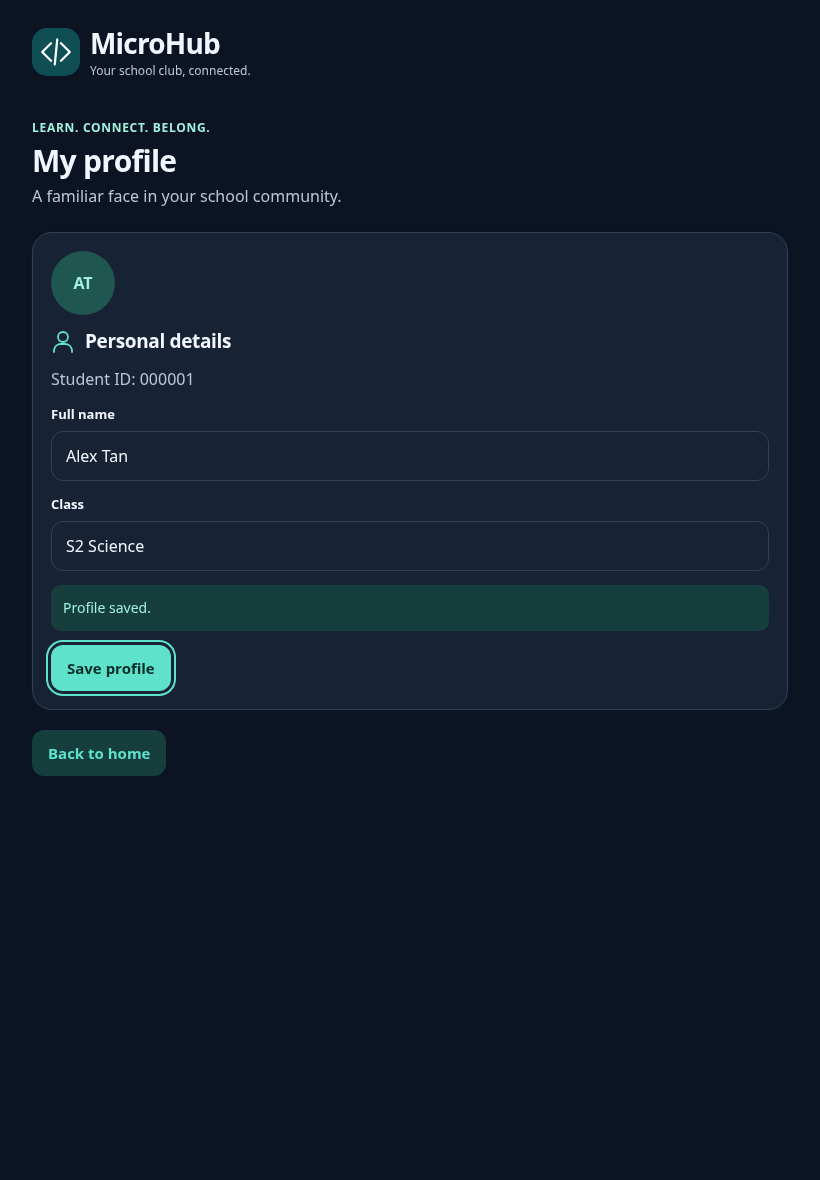 MicroHub
Your school club, connected.
LEARN. CONNECT. BELONG.
My profile
A familiar face in your school community.
AT
Personal details
Student ID: 000001
Full name
Alex Tan
Class
S2 Science
Profile saved.
Save profile
Back to home